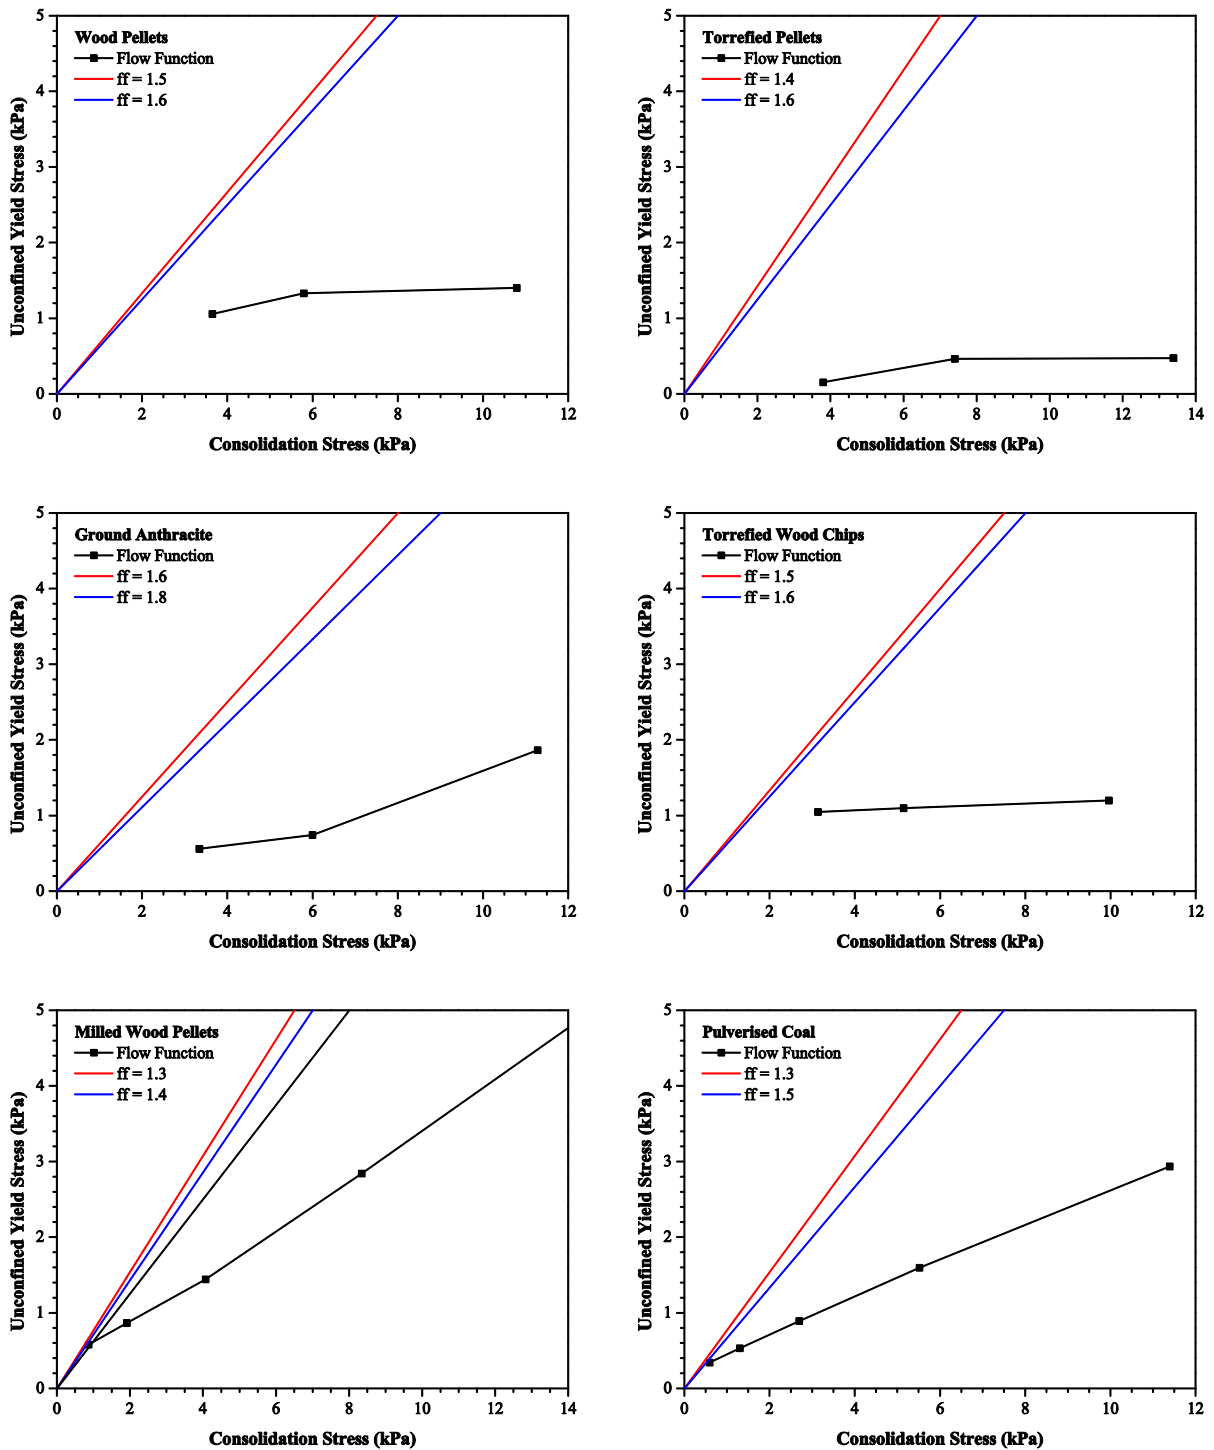 Wood Pellets
Flow Function
ff = 1.5
ff = 1.6
Unconfined Yield Stress (kPa)
5
4
3
2
1
0
0 2 4 6 8 10 12
Consolidation Stress (kPa)
Torrefied Pellets
Flow Function
ff = 1.4
ff = 1.6
Unconfined Yield Stress (kPa)
5
4
3
2
1
0
0 2 4 6 8 10 12 14
Consolidation Stress (kPa)
Ground Anthracite
Flow Function
ff = 1.6
ff = 1.8
Unconfined Yield Stress (kPa)
5
4
3
2
1
0
0 2 4 6 8 10 12
Consolidation Stress (kPa)
Torrefied Wood Chips
Flow Function
ff = 1.5
ff = 1.6
Unconfined Yield Stress (kPa)
5
4
3
2
1
0
0 2 4 6 8 10 12
Consolidation Stress (kPa)
Milled Wood Pellets
Flow Function
ff = 1.3
ff = 1.4
Unconfined Yield Stress (kPa)
5
4
3
2
1
0
0 2 4 6 8 10 12 14
Consolidation Stress (kPa)
Pulverised Coal
Flow Function
ff = 1.3
ff = 1.5
Unconfined Yield Stress (kPa)
5
4
3
2
1
0
0 2 4 6 8 10 12
Consolidation Stress (kPa)